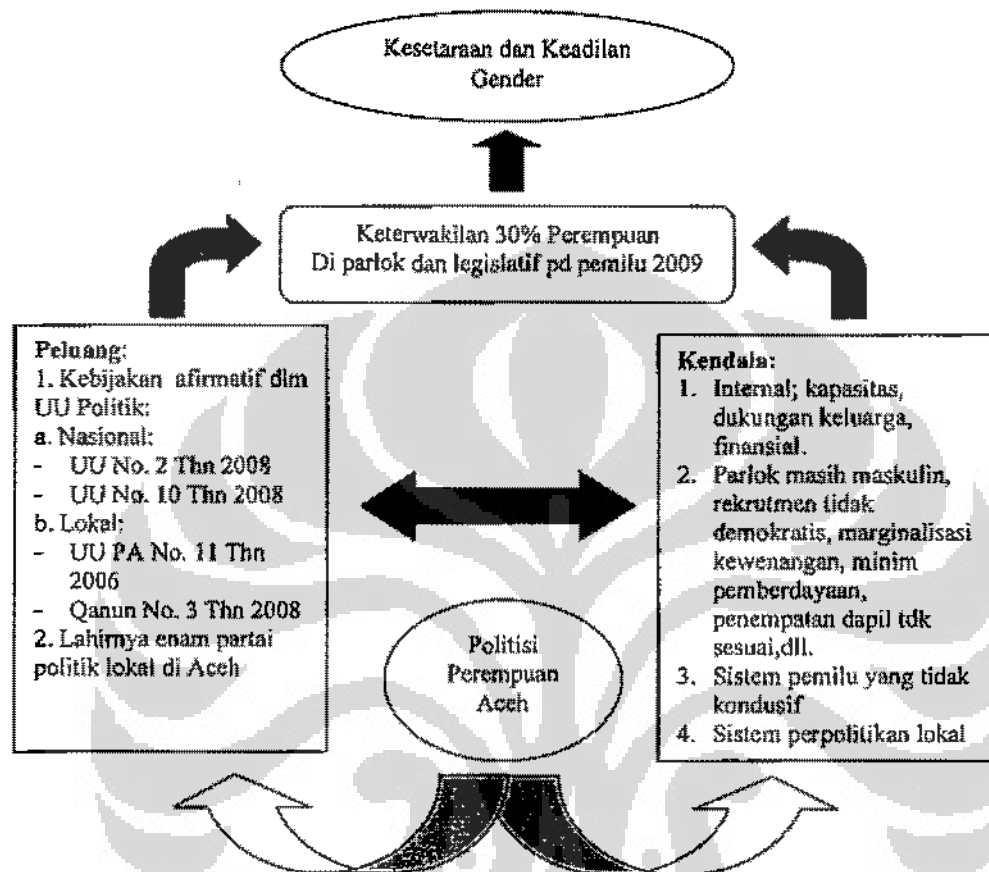 Kesetaraan dan Keadilan
Gender
Keterwakilan 30% Perempuan
Di parlok dan legislatif pd pemilu 2009
Peluang:
1. Kebijakan afirmatif dlm
UU Politik:
a. Nasional:
- UU No. 2 Thn 2008
- UU No. 10 Thn 2008
b. Lokal:
- UU PA No. 11 Thn
2006
- Qanun No. 3 Thn 2008
2. Lahirnya enam partai
politik lokal di Aceh
Politisi
Perempuan
Aceh
Kendala:
1. Internal; kapasitas,
dukungan keluarga,
finansial.
2. Parlok masih maskulin,
rekrutmen tidak
demokratis, marginalisasi
kewenangan, minim
pemberdayaan,
penempatan dapil tdk
sesuai,dll.
3. Sistem pemilu yang tidak
kondusif
4. Sistem perpolitikan lokal